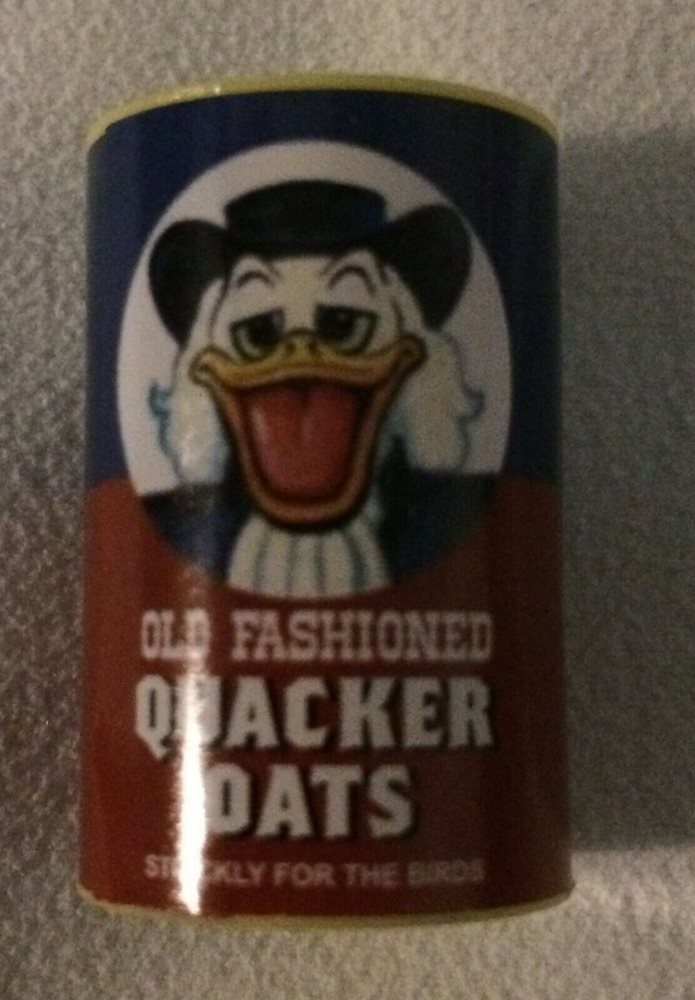 OLD FASHIONED
QUACKER
OATS
FOR THE BIRDS